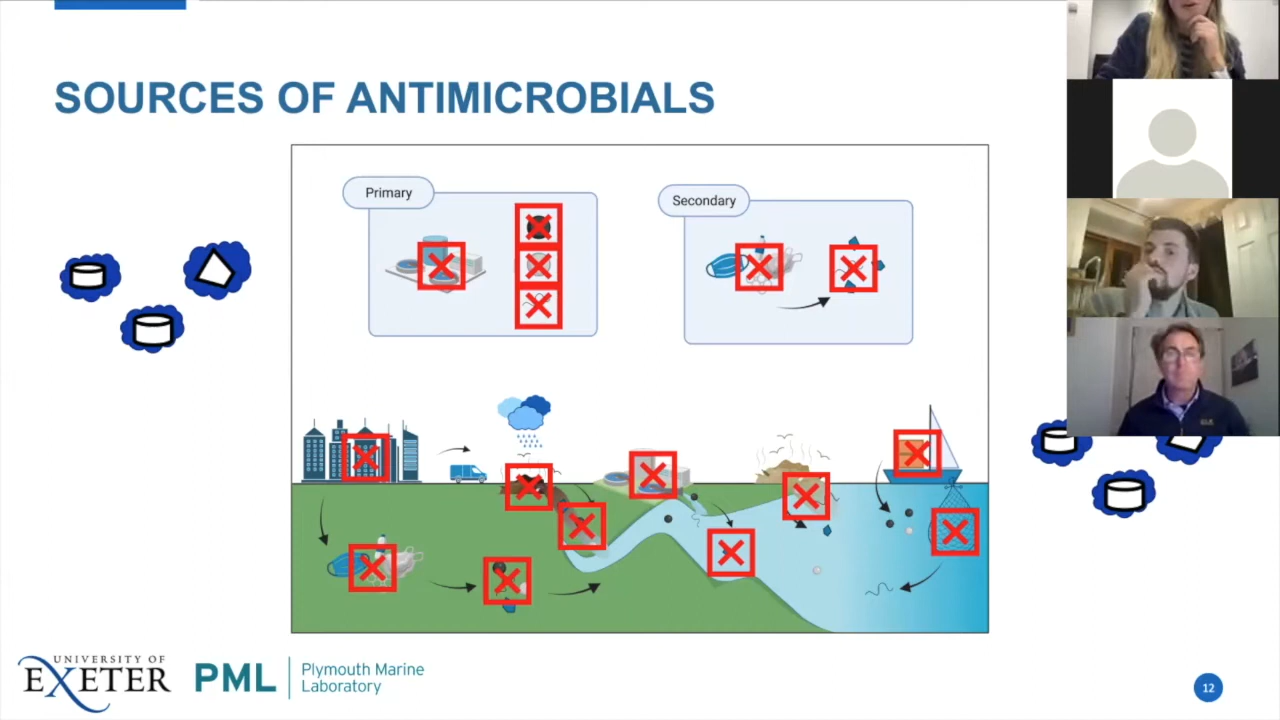 SOURCES OF ANTIMICROBIALS
Primary
Secondary
UNIVERSITY OF
EXETER
PML
Plymouth Marine
Laboratory
12